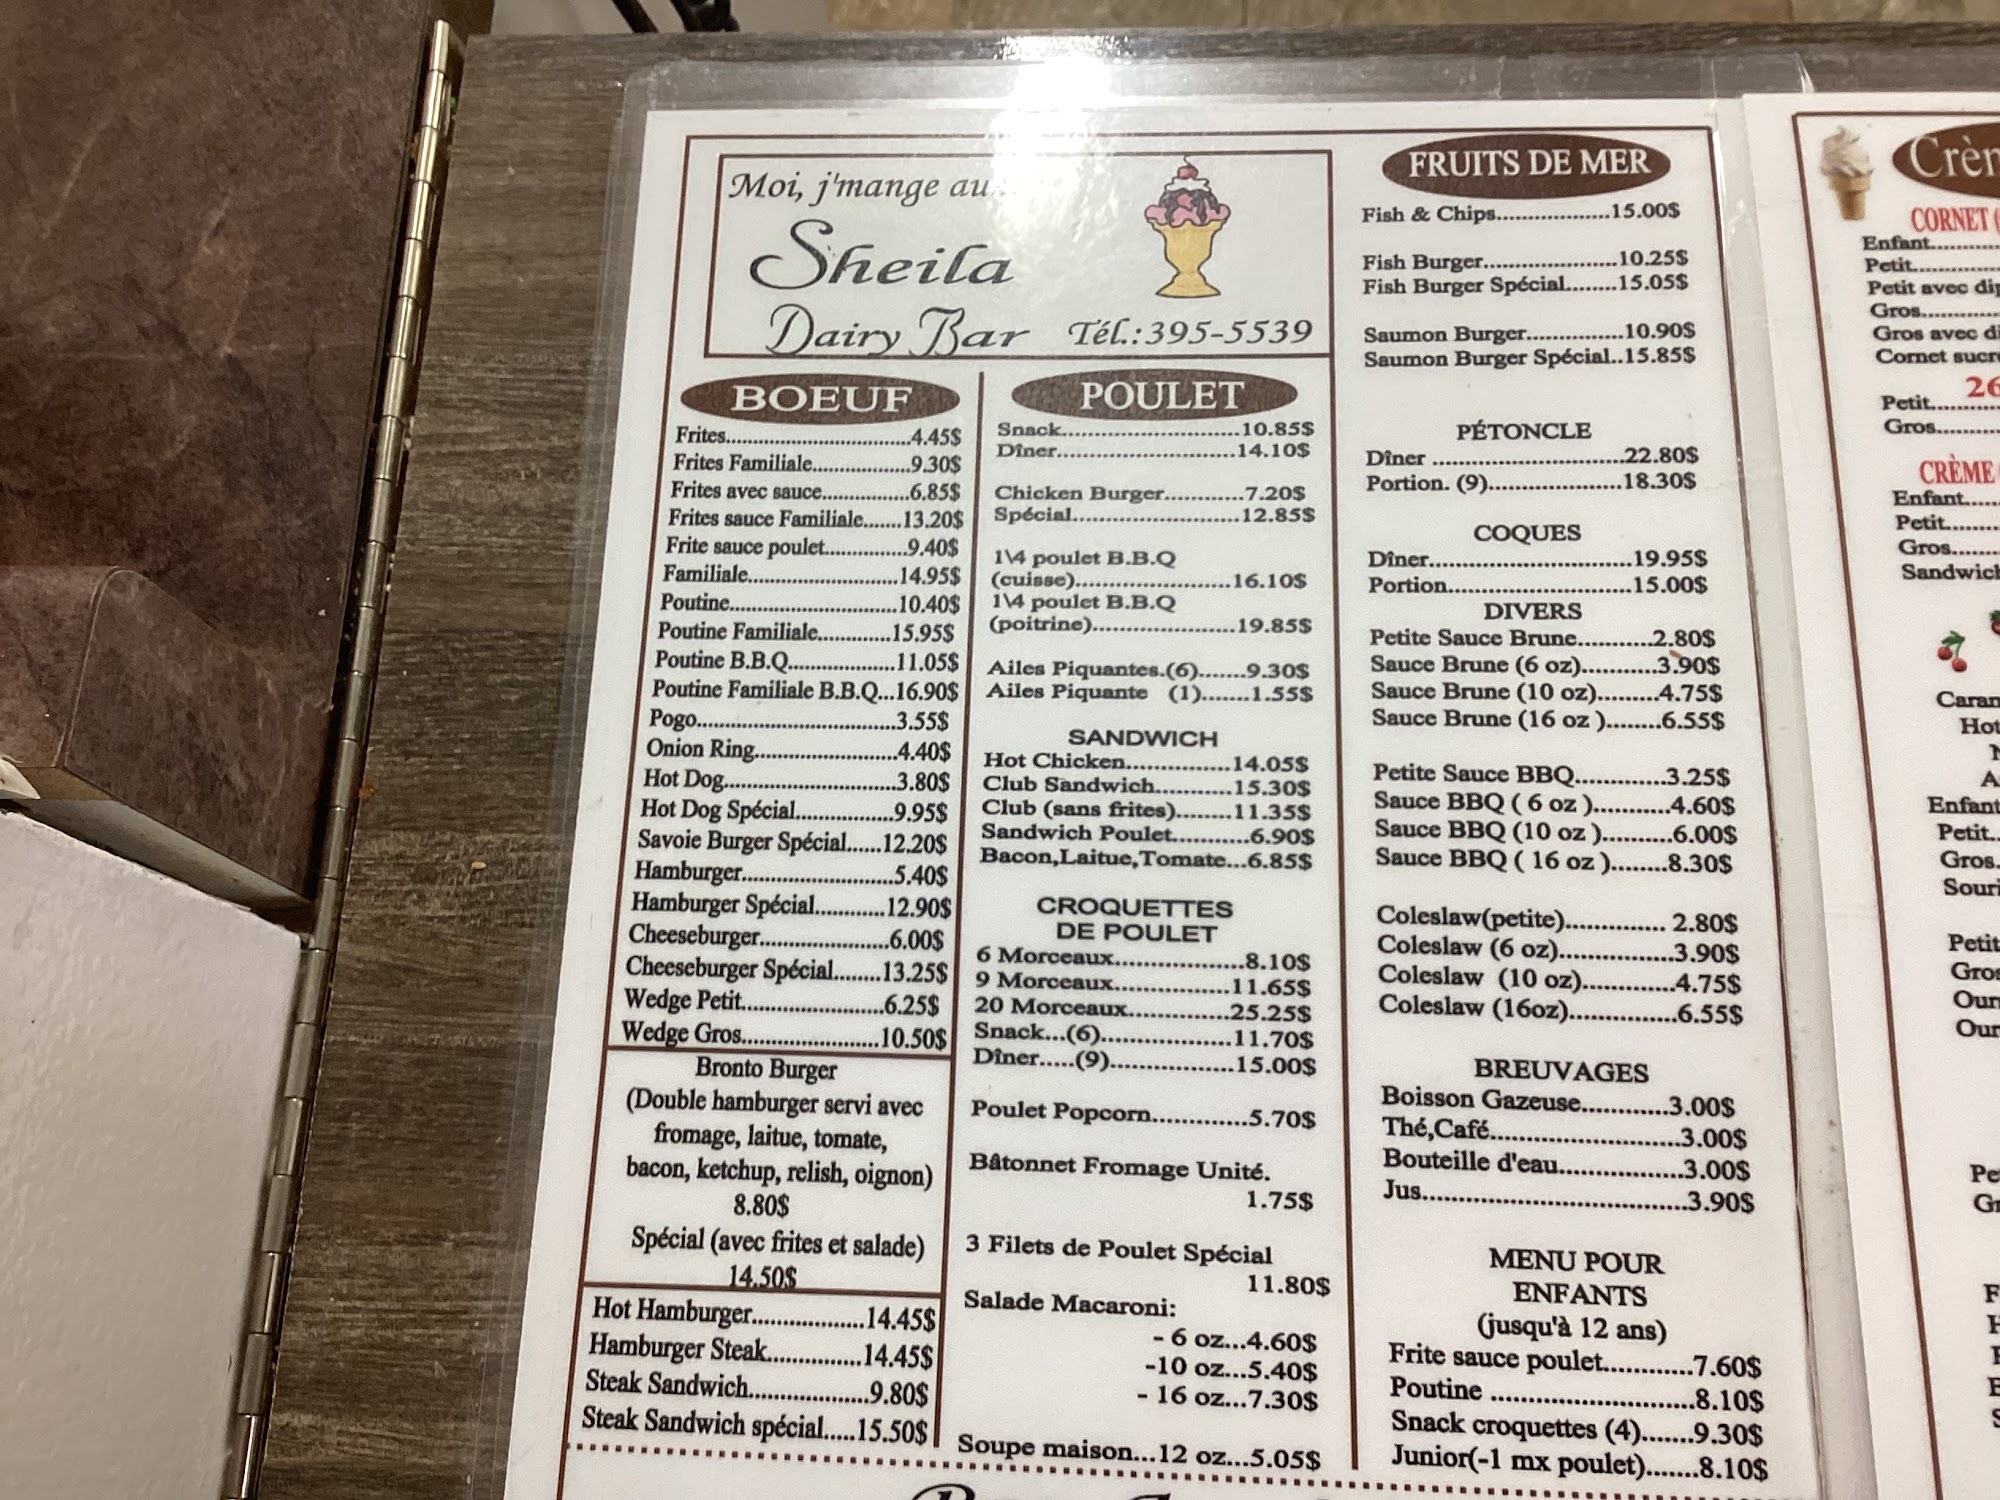 Moi, j'mange au
Sheila
Dairy Bar Tél.:395-5539
BOEUF
Frites....................................4.45$
Frites Familiale...................9.30$
Frites avec sauce.................6.85$
Frites sauce Familiale.......13.20$
Frite sauce poulet................9.40$
Familiale.............................14.95$
Poutine.................................10.40$
Poutine Familiale..............15.95$
Poutine B.B.Q.....................11.05$
Poutine Familiale B.B.Q...16.90$
Pogo.......................................3.55$
Onion Ring...........................4.40$
Hot Dog.................................3.80$
Hot Dog Spécial...................9.95$
Savoie Burger Spécial......12.20$
Hamburger.............................5.40$
Hamburger Spécial............12.90$
Cheeseburger.........................6.00$
Cheeseburger Spécial........13.25$
Wedge Petit...........................6.25$
Wedge Gros.........................10.50$
Bronto Burger
(Double hamburger servi avec
fromage, laitue, tomate,
bacon, ketchup, relish, oignon)
8.80$
Spécial (avec frites et salade)
14.50$
Hot Hamburger...................14.45$
Hamburger Steak................14.45$
Steak Sandwich....................9.80$
Steak Sandwich spécial.....15.50$
POULET
Snack.............................10.85$
Dîner.............................14.10$
Chicken Burger............7.20$
Spécial...........................12.85$
1\4 poulet B.B.Q
(cuisse).........................16.10$
1\4 poulet B.B.Q
(poitrine).......................19.85$
Ailes Piquantes.(6).......9.30$
Ailes Piquante (1).......1.55$
SANDWICH
Hot Chicken................14.05$
Club Sandwich............15.30$
Club (sans frites).........11.35$
Sandwich Poulet............6.90$
Bacon,Laitue,Tomate...6.85$
CROQUETTES
DE POULET
6 Morceaux....................8.10$
9 Morceaux..................11.65$
20 Morceaux................25.25$
Snack...(6)....................11.70$
Dîner.....(9)...................15.00$
Poulet Popcorn..............5.70$
Bâtonnet Fromage Unité.
1.75$
3 Filets de Poulet Spécial
11.80$
Salade Macaroni:
- 6 oz...4.60$
-10 oz...5.40$
- 16 oz...7.30$
Soupe maison...12 oz...5.05$
FRUITS DE MER
Fish & Chips...................15.00$
Fish Burger......................10.25$
Fish Burger Spécial........15.05$
Saumon Burger...............10.90$
Saumon Burger Spécial..15.85$
PÉTONCLE
Dîner ..............................22.80$
Portion. (9).....................18.30$
COQUES
Dîner................................19.95$
Portion.............................15.00$
DIVERS
Petite Sauce Brune...........2.80$
Sauce Brune (6 oz)...........3.90$
Sauce Brune (10 oz).........4.75$
Sauce Brune (16 oz )........6.55$
Petite Sauce BBQ.............3.25$
Sauce BBQ ( 6 oz )...........4.60$
Sauce BBQ (10 oz )..........6.00$
Sauce BBQ ( 16 oz )........8.30$
Coleslaw(petite).............. 2.80$
Coleslaw (6 oz)................3.90$
Coleslaw (10 oz).............4.75$
Coleslaw (16oz)...............6.55$
BREUVAGES
Boisson Gazeuse............3.00$
Thé,Café..........................3.00$
Bouteille d'eau.................3.00$
Jus.....................................3.90$
MENU POUR
ENFANTS
(jusqu'à 12 ans)
Frite sauce poulet............7.60$
Poutine ............................8.10$
Snack croquettes (4).......9.30$
Junior(-1 mx poulet).......8.10$
CORNET (
Enfant...........
Petit..............
Petit avec
Gros..............
Gros avec
Cornet
26
Petit...........
Gros...........
CRÈME
Enfant.....
Petit........
Gros.......
Enfant
Petit..
Gros.
Petit